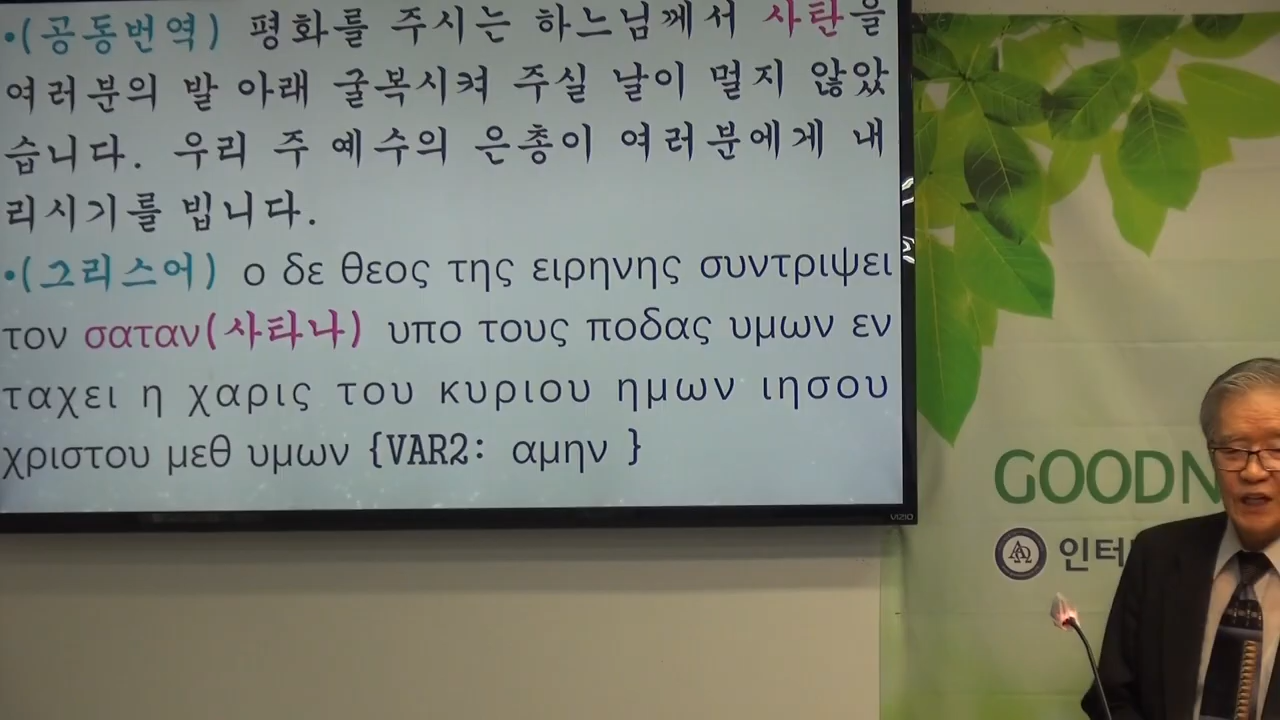 •(공동번역) 평화를 주시는 하느님께서 사탄을
여러분의 발 아래 굴복시켜 주실 날이 멀지 않았
습니다. 우리 주 예수의 은총이 여러분에게 내
리시기를 빕니다.
•(그리스어) ο δε θεος της ειρηνης συντριψει
τον σαταν(사타나) υπο τους ποδας υμων εν
ταχει η χαρις του κυριου ημων ιησου
χριστου μεθ υμων {VAR2: αμην }
VIZIO
GOODN
인터